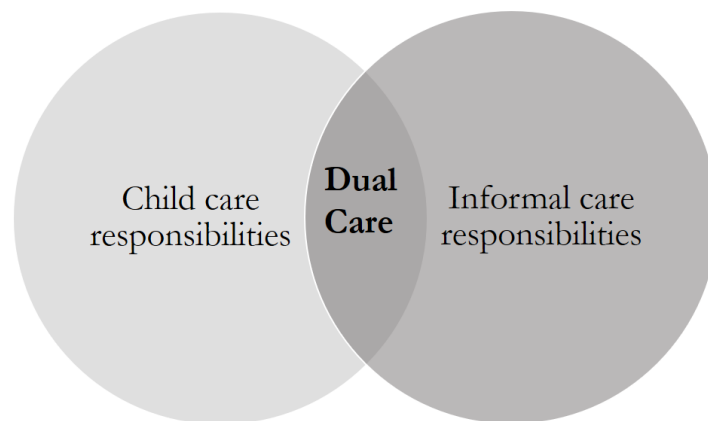 Child care
responsibilities
Dual
Care
Informal care
responsibilities